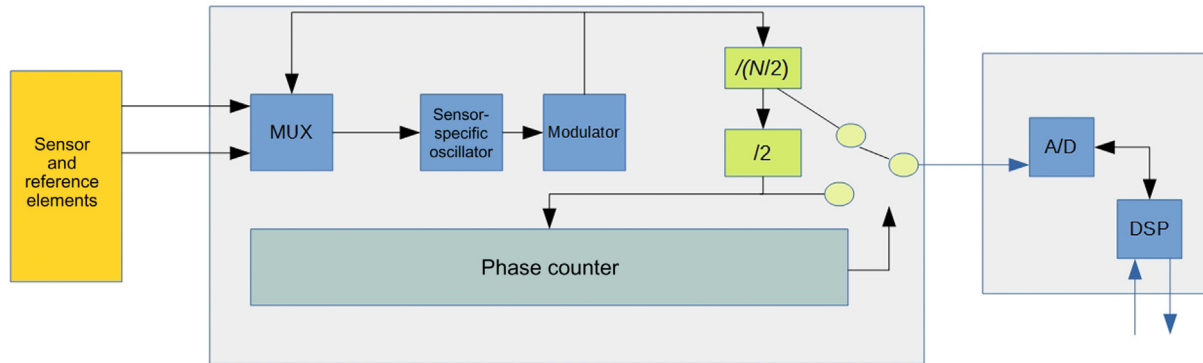 Sensor
and
reference
elements
MUX
Sensor-
specific
oscillator
Modulator
/(N/2)
/2
Phase counter
A/D
DSP